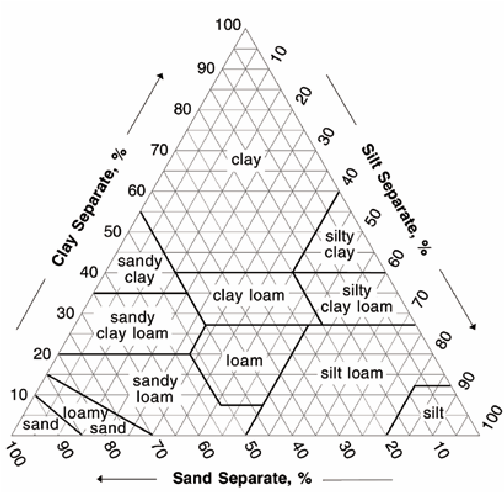 100
90
80
70
60
50
40
30
20
10
10
20
30
40
50
60
70
80
90
100
Clay Separate, %
Silt Separate, %
clay
silty
clay
sandy
clay
clay loam
silty
clay loam
sandy
clay loam
loam
silt loam
sandy
loam
loamy
sand
sand
silt
100
90
80
70
60
50
40
30
20
10
Sand Separate, %